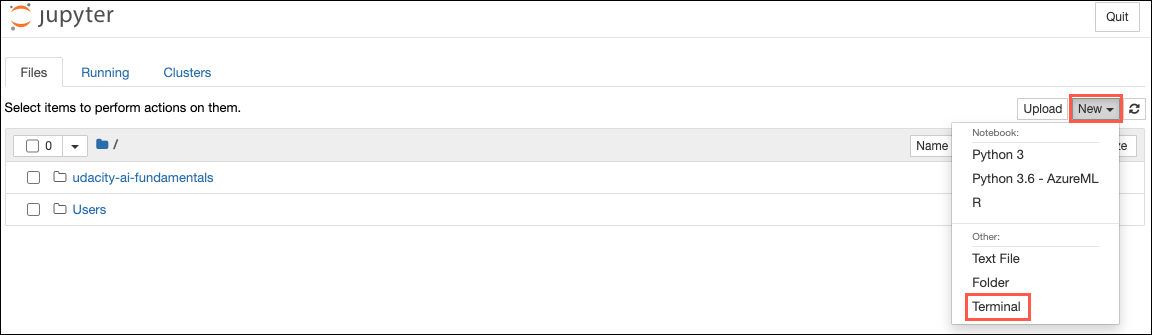 jupyter
Quit
Files Running Clusters
Select items to perform actions on them.
Upload New
0 / Name ze
Notebook:
Python 3
udacity-ai-fundamentals
Python 3.6 - AzureML
R
Users
Other:
Text File
Folder
Terminal